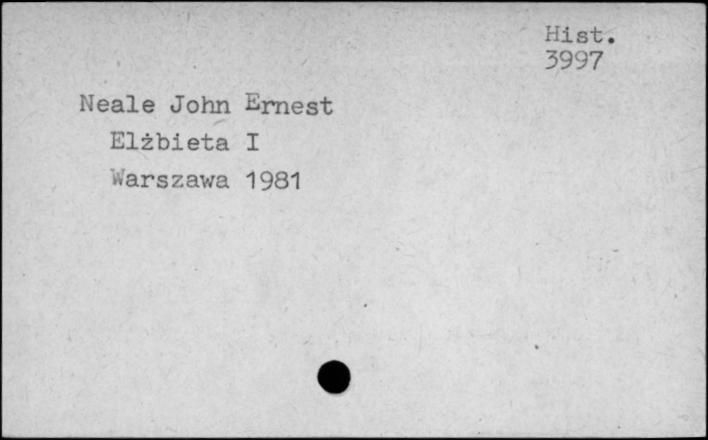 Hist.
3997
Neale John Ernest
Elżbieta I
Warszawa 1981